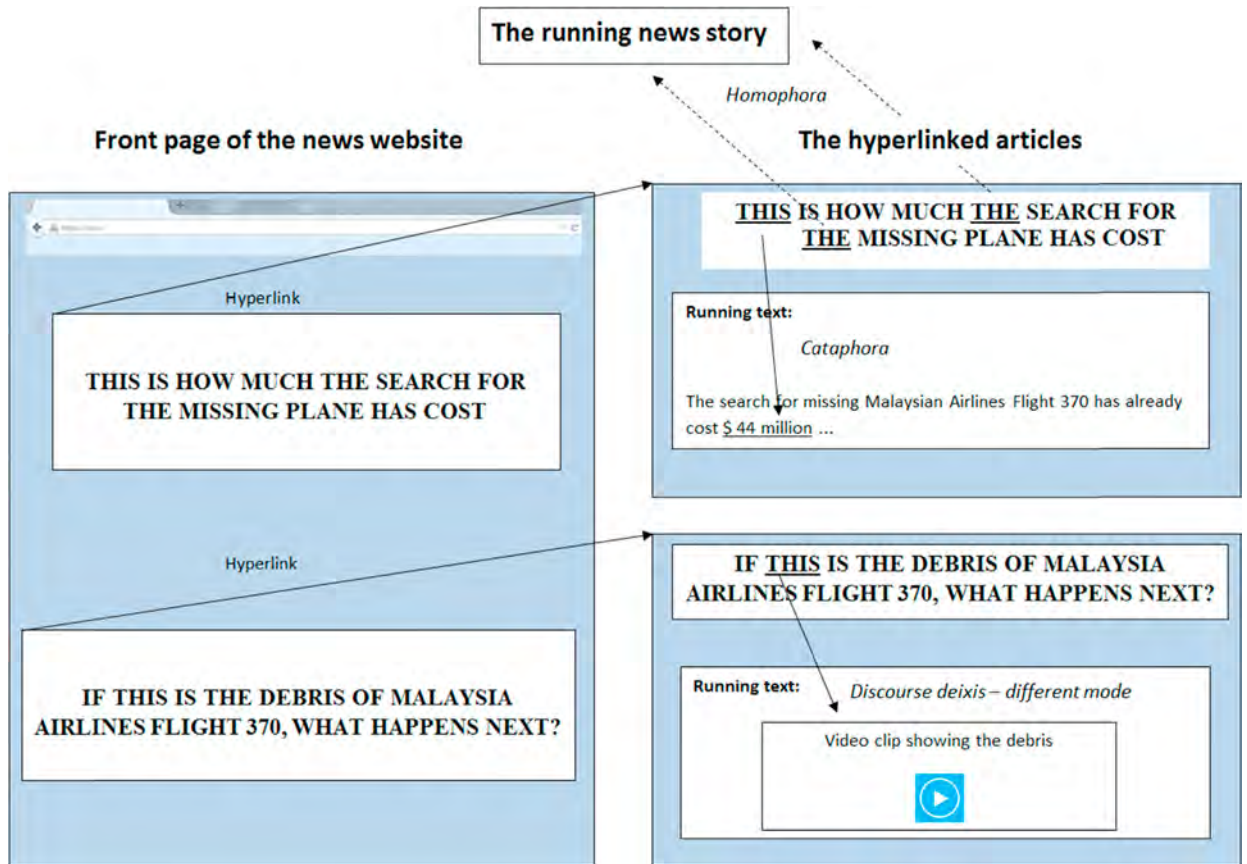 The running news story
Homophora
Front page of the news website
The hyperlinked articles
Hyperlink
THIS IS HOW MUCH THE SEARCH FOR
THE MISSING PLANE HAS COST
Hyperlink
IF THIS IS THE DEBRIS OF MALAYSIA
AIRLINES FLIGHT 370, WHAT HAPPENS NEXT?
THIS IS HOW MUCH THE SEARCH FOR
THE MISSING PLANE HAS COST
Running text:
Cataphora
The search for missing Malaysian Airlines Flight 370 has already
cost $ 44 million ...
IF THIS IS THE DEBRIS OF MALAYSIA
AIRLINES FLIGHT 370, WHAT HAPPENS NEXT?
Running text:
Discourse deixis – different mode
Video clip showing the debris